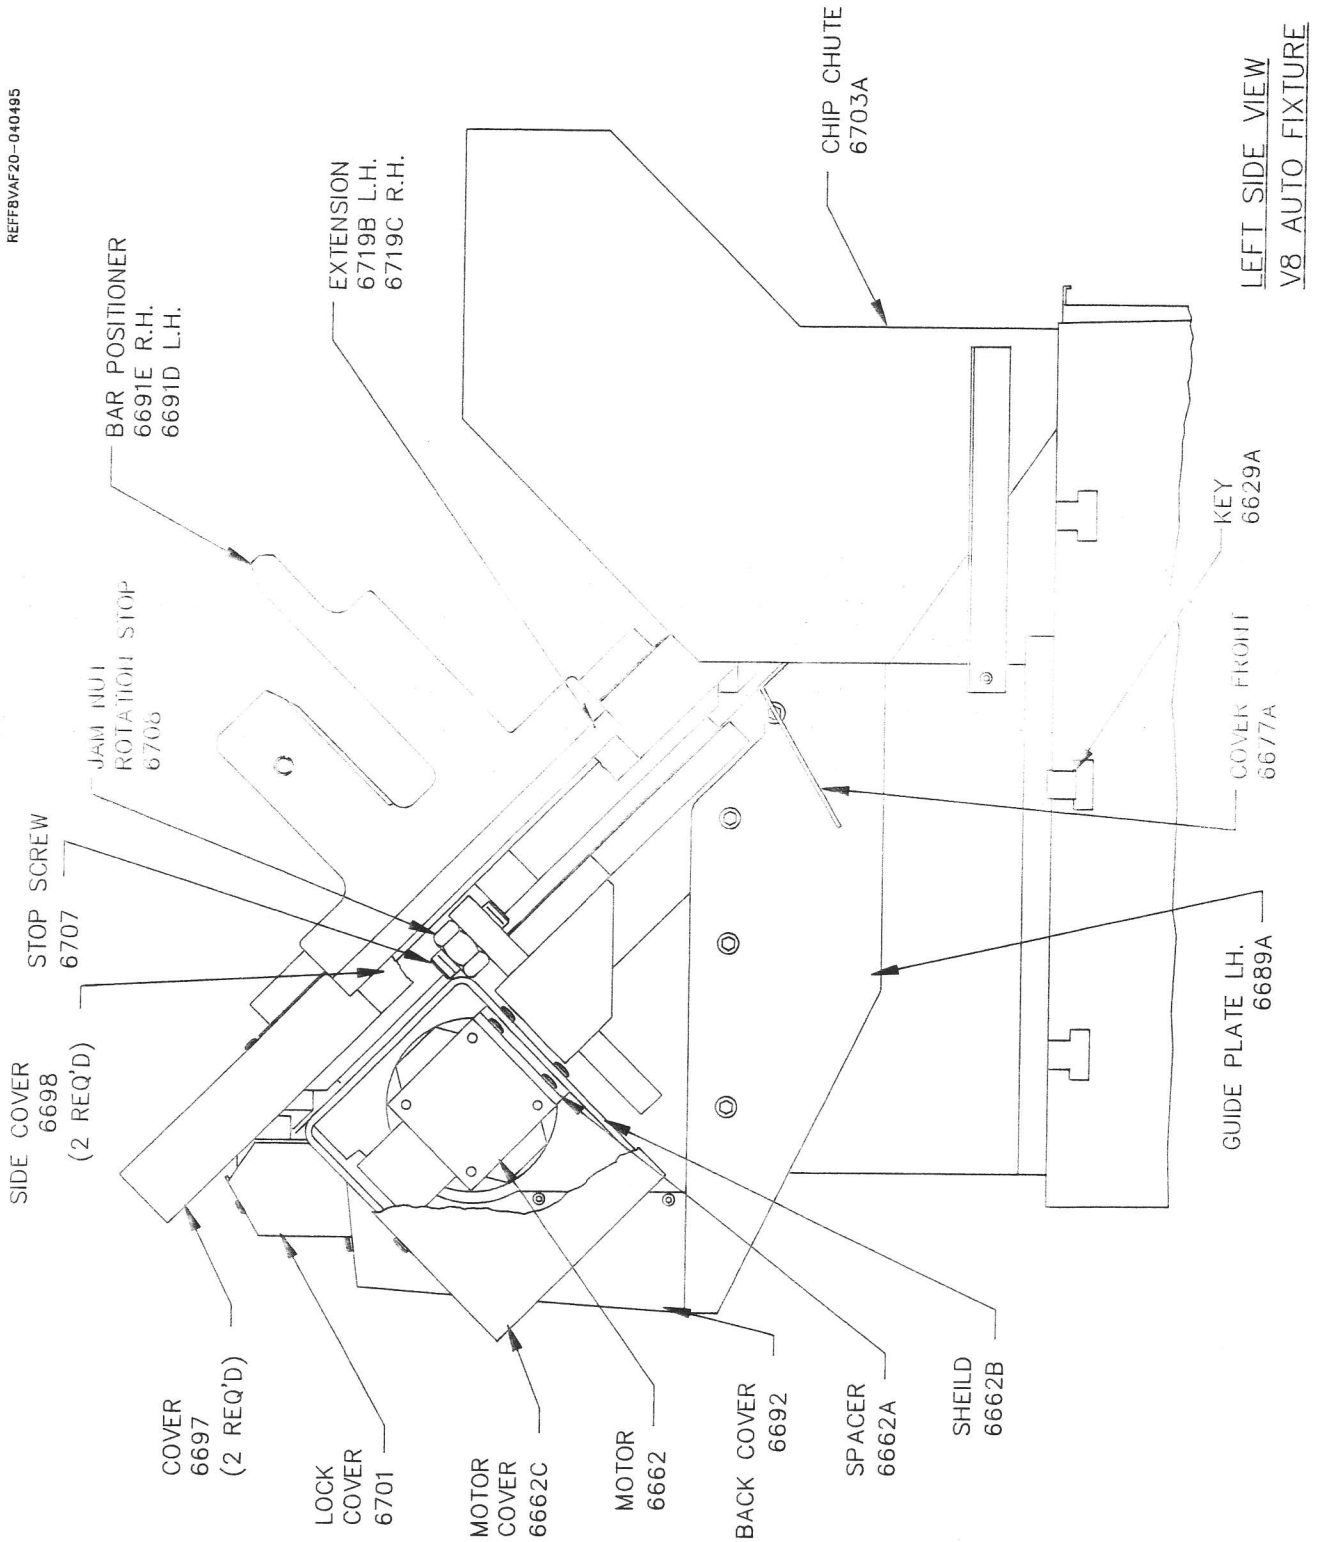 REFF8VAF20-040495
BAR POSITIONER
6691E R.H.
6691D L.H.
EXTENSION
6719B L.H.
6719C R.H.
CHIP CHUTE
6703A
JAM NUT
ROTATION STOP
6708
STOP SCREW
6707
SIDE COVER
6698
(2 REQ'D)
COVER
6697
(2 REQ'D)
LOCK
COVER
6701
MOTOR
COVER
6662C
MOTOR
6662
BACK COVER
6692
SPACER
6662A
SHEILD
6662B
GUIDE PLATE LH.
6689A
COVER FRONT
6677A
KEY
6629A
LEFT SIDE VIEW
V8 AUTO FIXTURE